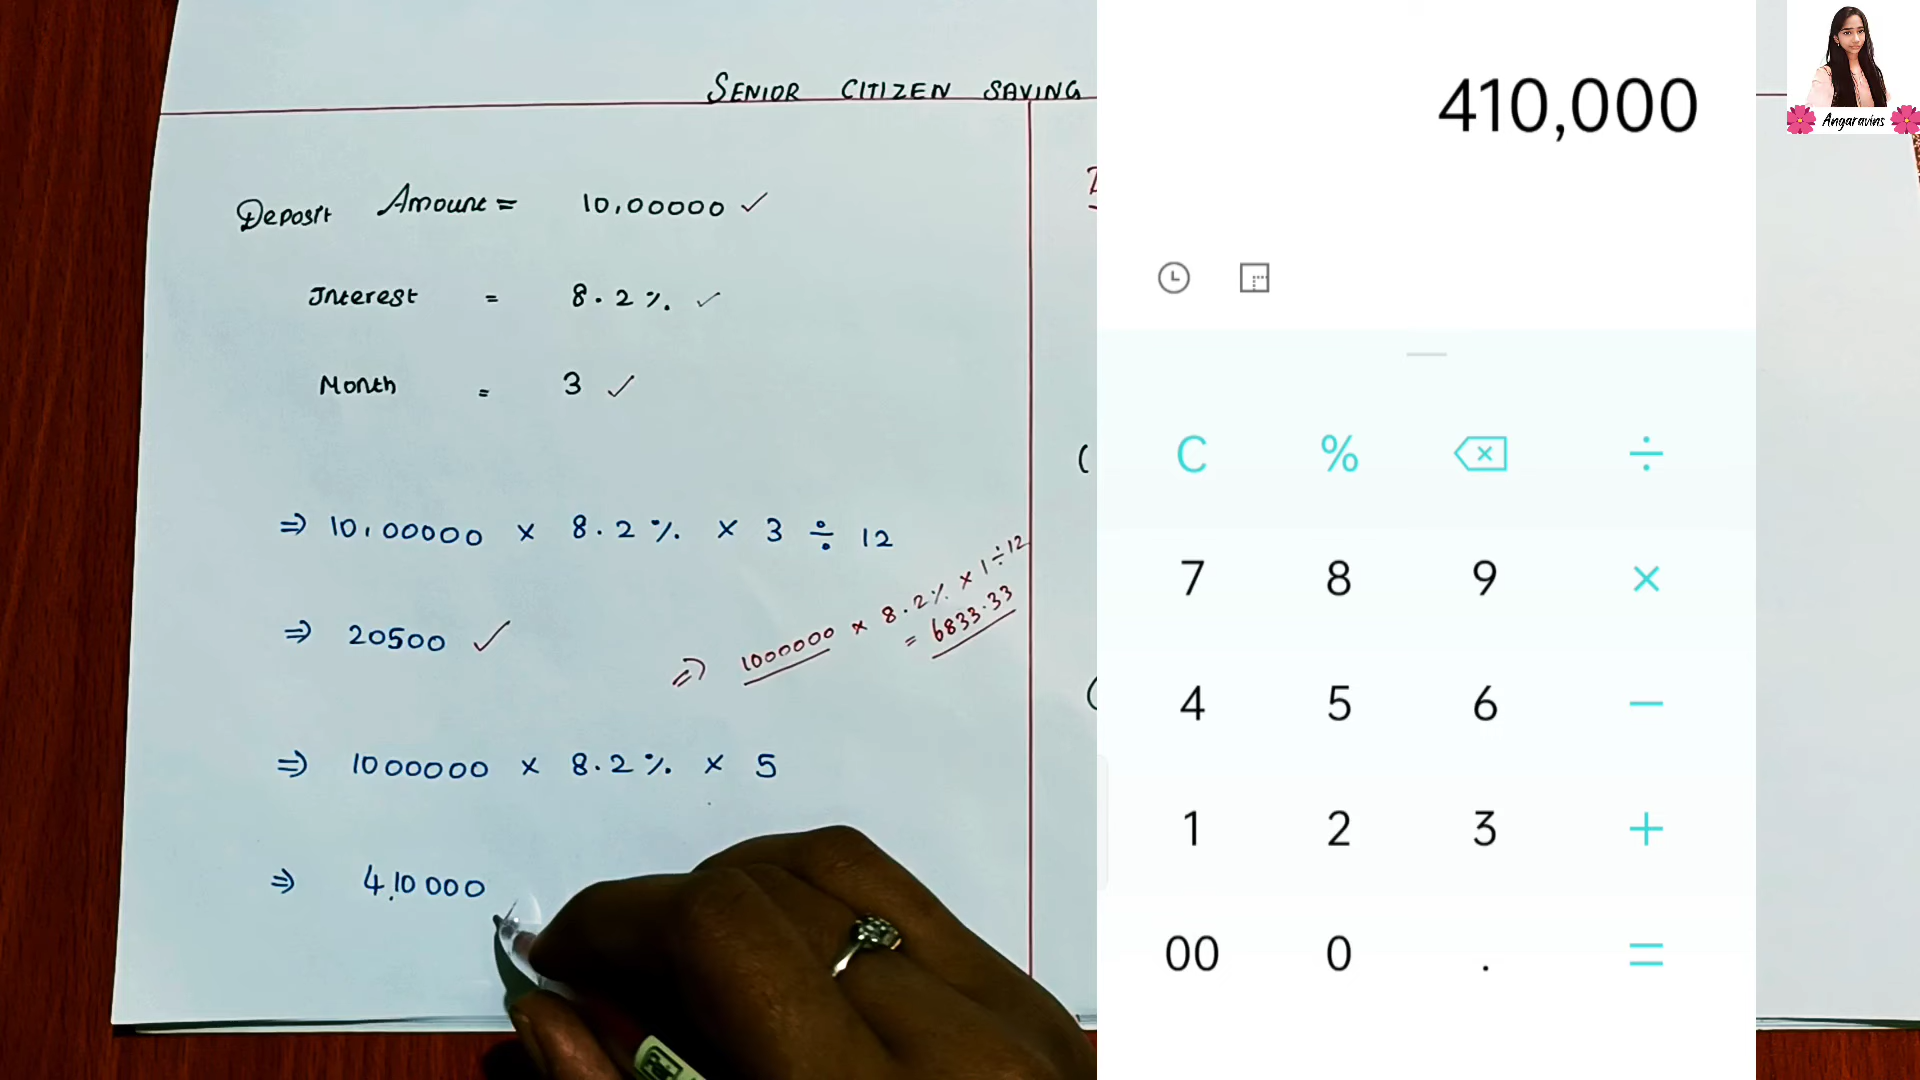 SENIOR CITIZEN SAVING
Deposit Amount = 10,00000 ✓
Interest = 8.2 % ✓
Month = 3 ✓
⇒ 10,00000 × 8.2 % × 3 ÷ 12
⇒ 20500 ✓
⇒ 1000000 × 8.2% × 1 ÷ 12
= 6833.33
⇒ 1000000 × 8.2 % × 5
⇒ 4,10000
(
(
410,000
C % ÷
7 8 9 ×
4 5 6 −
1 2 3 +
00 0 . =
Angaravins